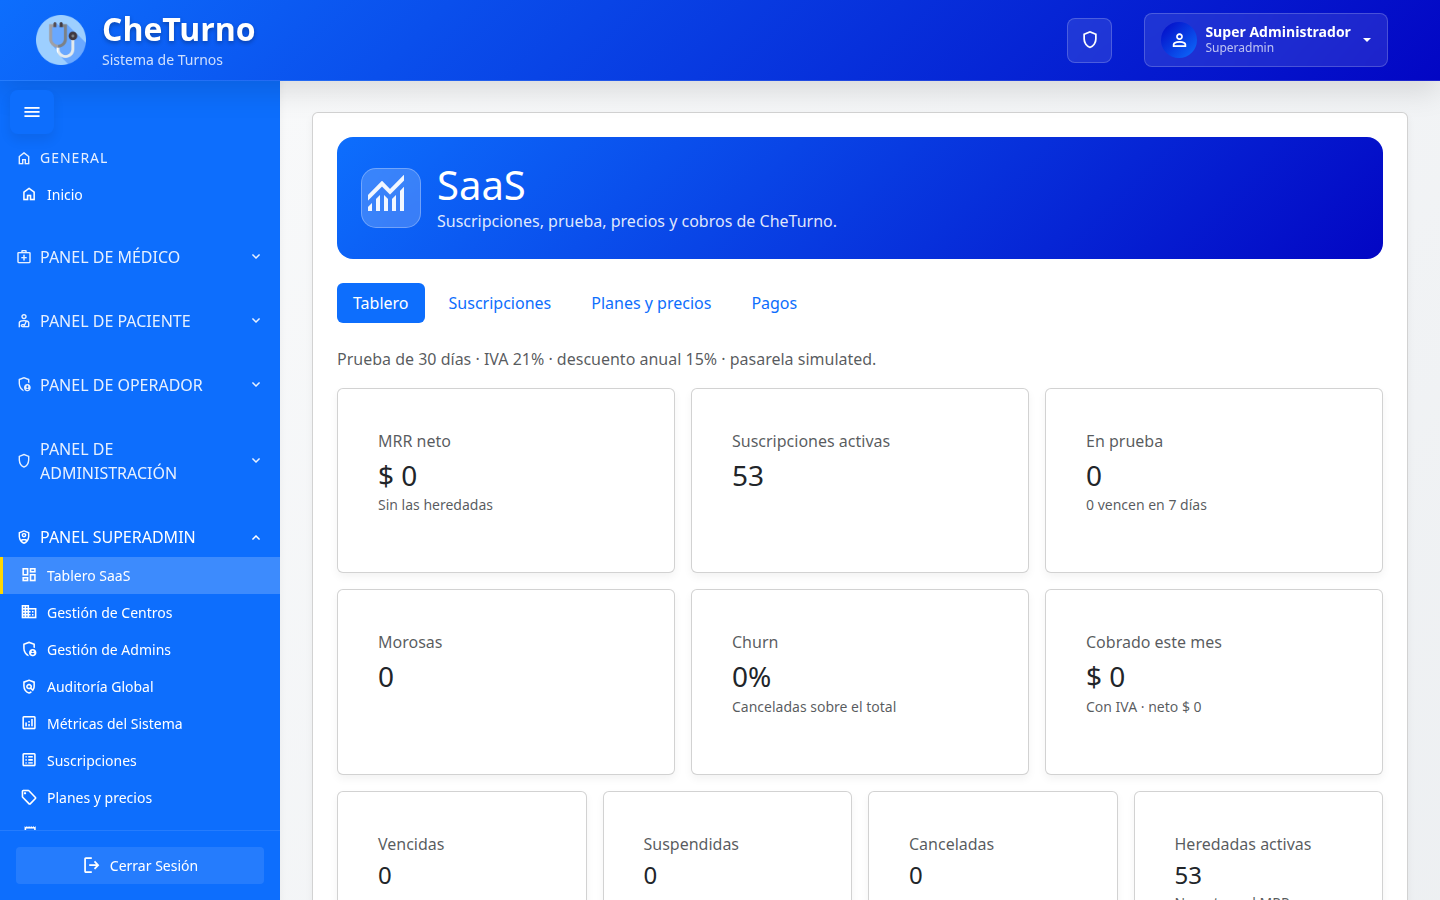 CheTurno
Sistema de Turnos
Super Administrador
Superadmin
GENERAL
Inicio
PANEL DE MÉDICO
PANEL DE PACIENTE
PANEL DE OPERADOR
PANEL DE
ADMINISTRACIÓN
PANEL SUPERADMIN
Tablero SaaS
Gestión de Centros
Gestión de Admins
Auditoría Global
Métricas del Sistema
Suscripciones
Planes y precios
Cerrar Sesión
SaaS
Suscripciones, prueba, precios y cobros de CheTurno.
Tablero
Suscripciones
Planes y precios
Pagos
Prueba de 30 días · IVA 21% · descuento anual 15% · pasarela simulated.
MRR neto
$ 0
Sin las heredadas
Suscripciones activas
53
En prueba
0
0 vencen en 7 días
Morosas
0
Churn
0%
Canceladas sobre el total
Cobrado este mes
$ 0
Con IVA · neto $ 0
Vencidas
0
Suspendidas
0
Canceladas
0
Heredadas activas
53